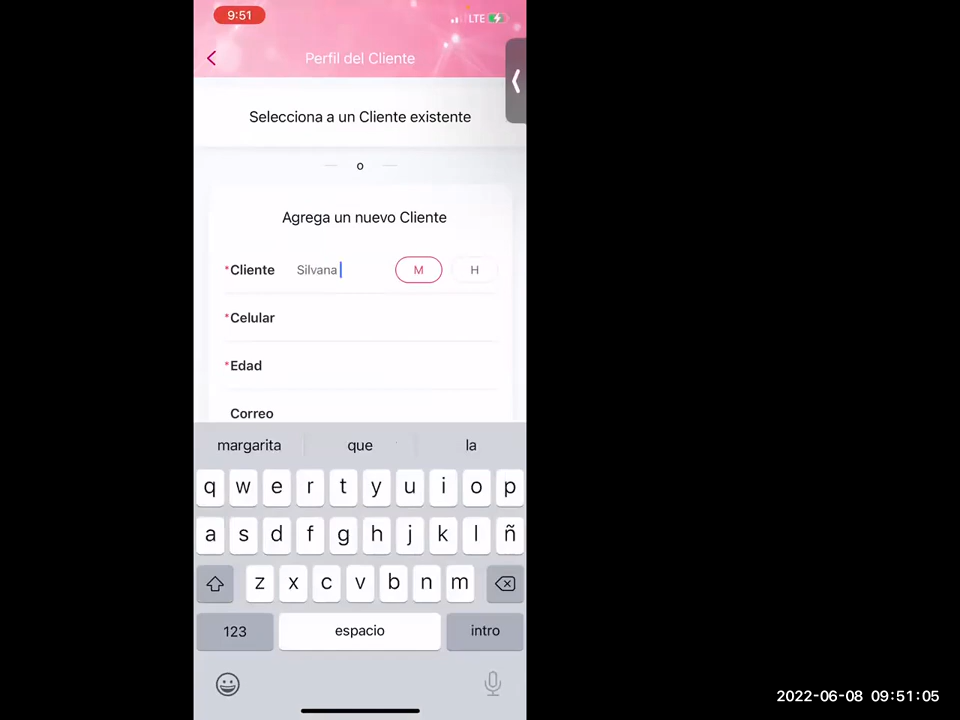 9:51
LTE
Perfil del Cliente
Selecciona a un Cliente existente
o
Agrega un nuevo Cliente
*Cliente Silvana M H
*Celular
*Edad
Correo
margarita que la
q w e r t y u i o p
a s d f g h j k l ñ
z x c v b n m
123 espacio intro
2022-06-08 09:51:05